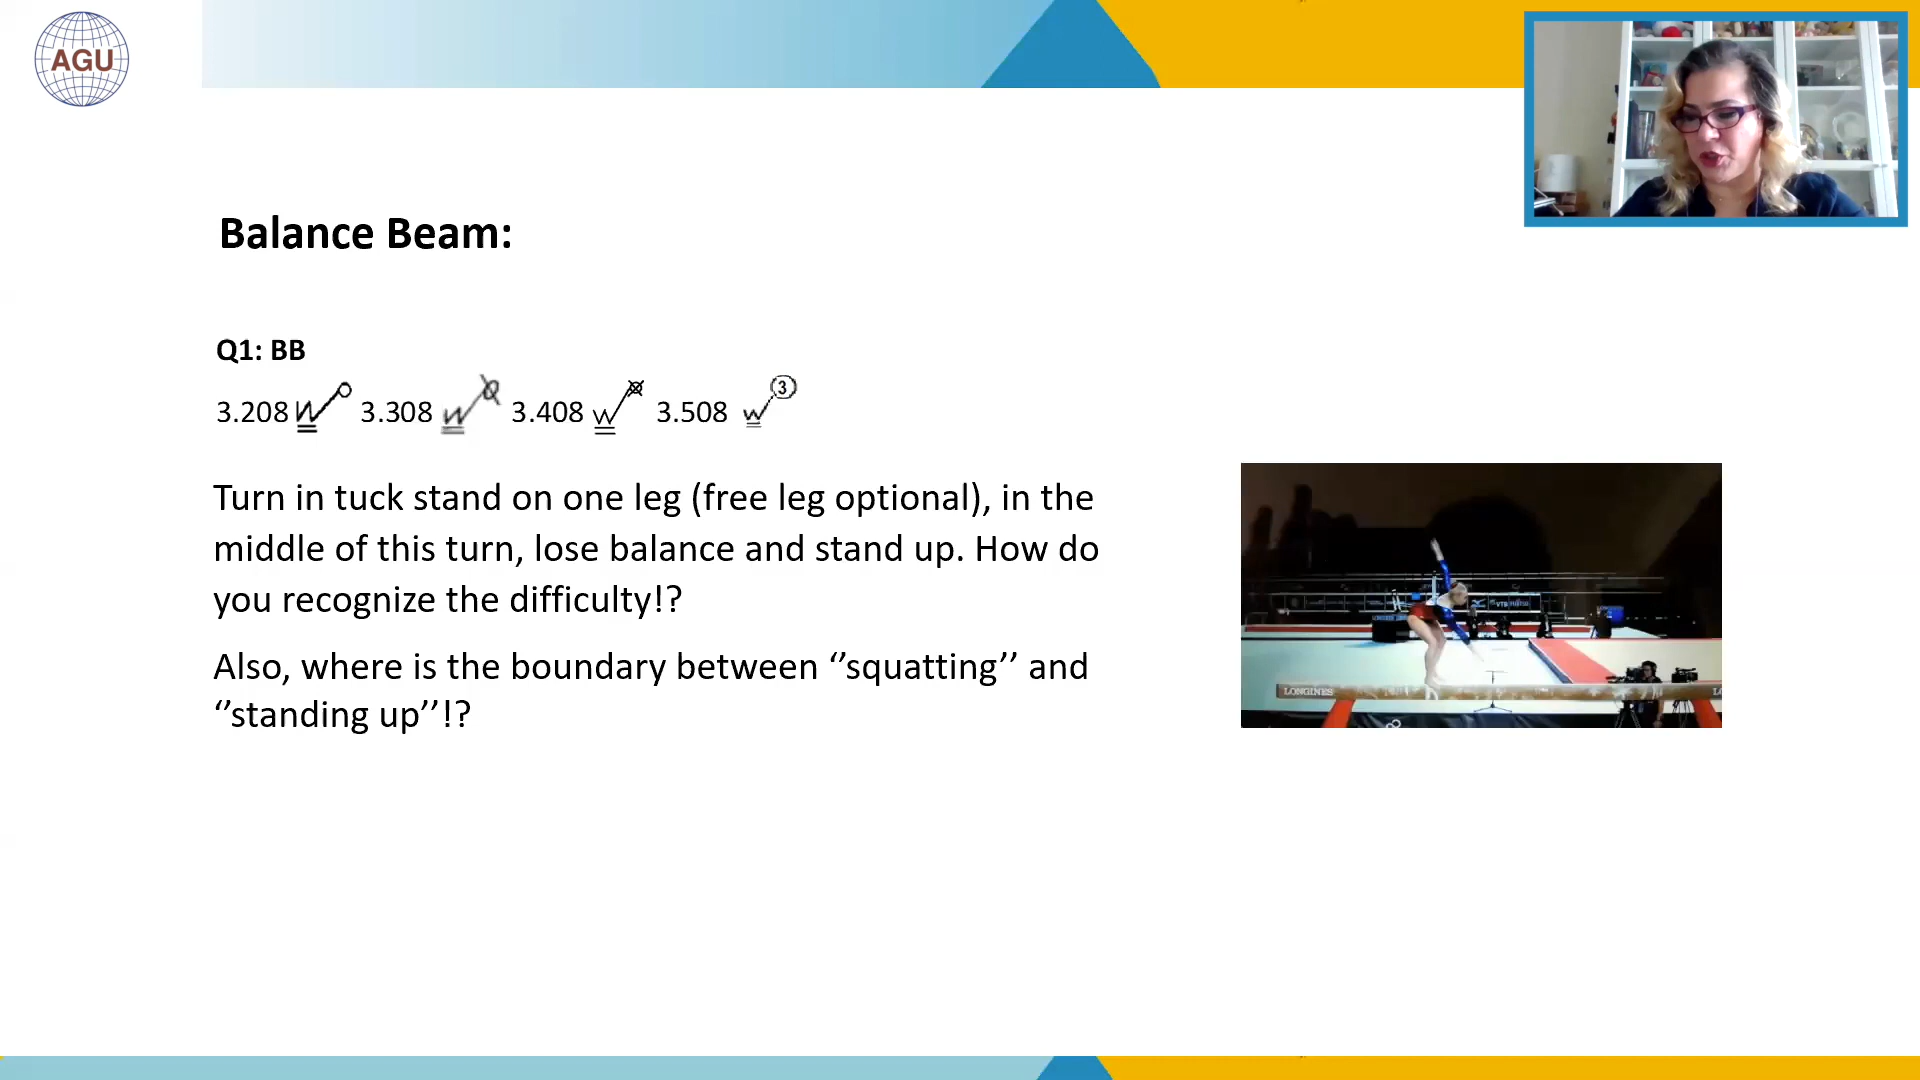 AGU
Balance Beam:
Q1: BB
3.208 3.308 3.408 3.508 3
Turn in tuck stand on one leg (free leg optional), in the
middle of this turn, lose balance and stand up. How do
you recognize the difficulty!?
Also, where is the boundary between ‘’squatting’’ and
‘’standing up’’!?
LONGINES